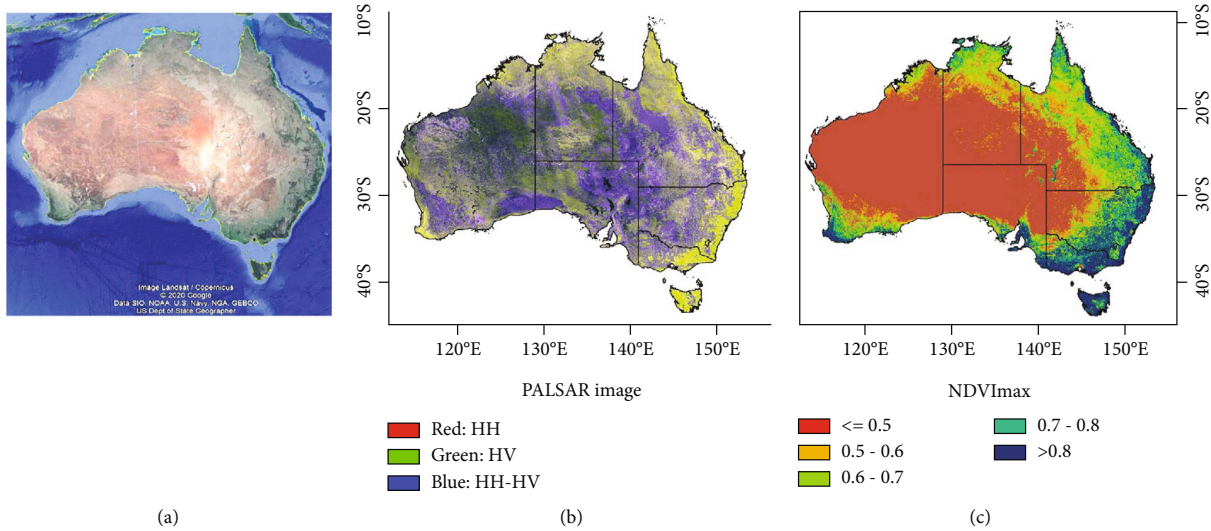 Image Landsat / Copernicus
© 2020 Google
Data SIO, NOAA, U.S. Navy, NGA, GEBCO
US Dept of State Geographer
(a)
10°S
20°S
30°S
40°S
120°E 130°E 140°E 150°E
PALSAR image
Red: HH
Green: HV
Blue: HH-HV
(b)
10°S
20°S
30°S
40°S
120°E 130°E 140°E 150°E
NDVImax
<= 0.5
0.5 - 0.6
0.6 - 0.7
0.7 - 0.8
>0.8
(c)